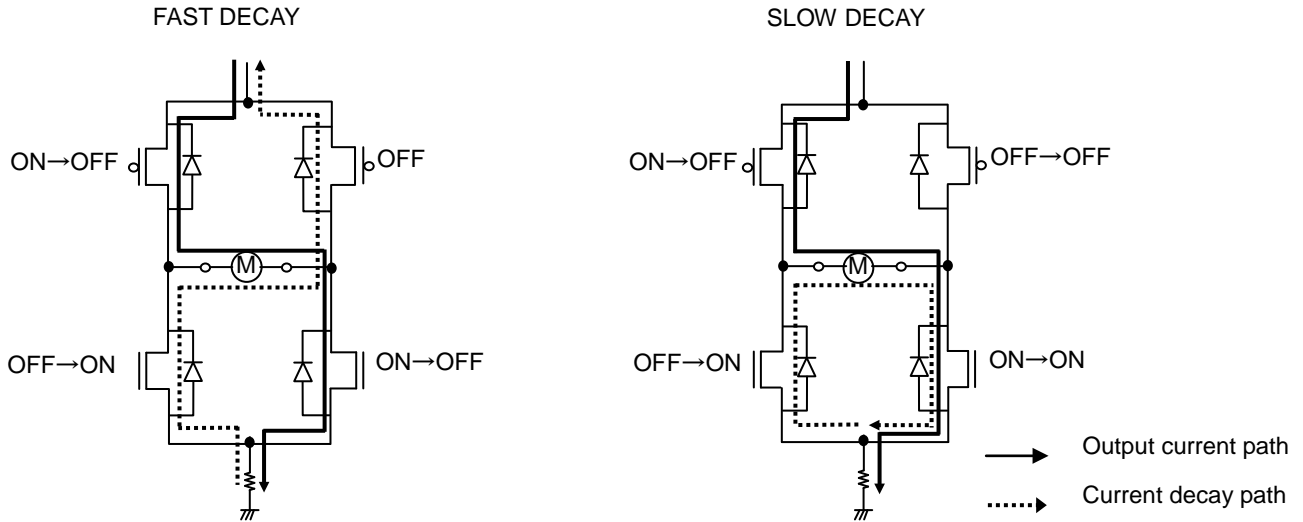 FAST DECAY
ON→OFF
OFF
M
OFF→ON
ON→OFF
SLOW DECAY
ON→OFF
OFF→OFF
M
OFF→ON
ON→ON
Output current path
Current decay path